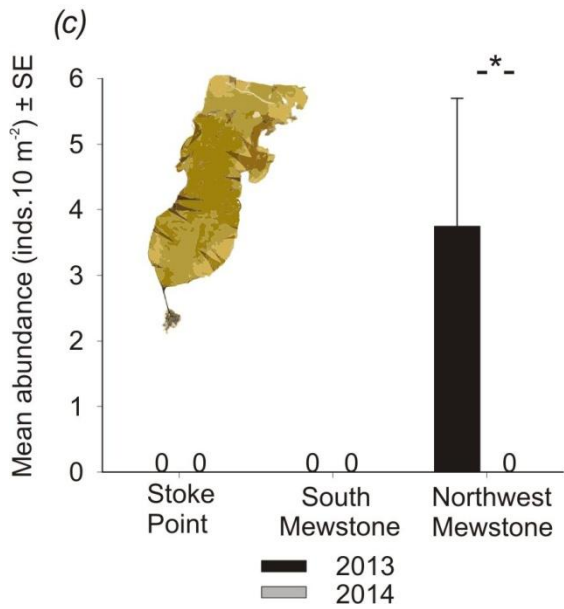 (c)
Mean abundance (inds.10 m⁻²) ± SE
6
5
4
3
2
1
0
-*-
0 0 0 0 0
Stoke Point
South Mewstone
Northwest Mewstone
2013
2014